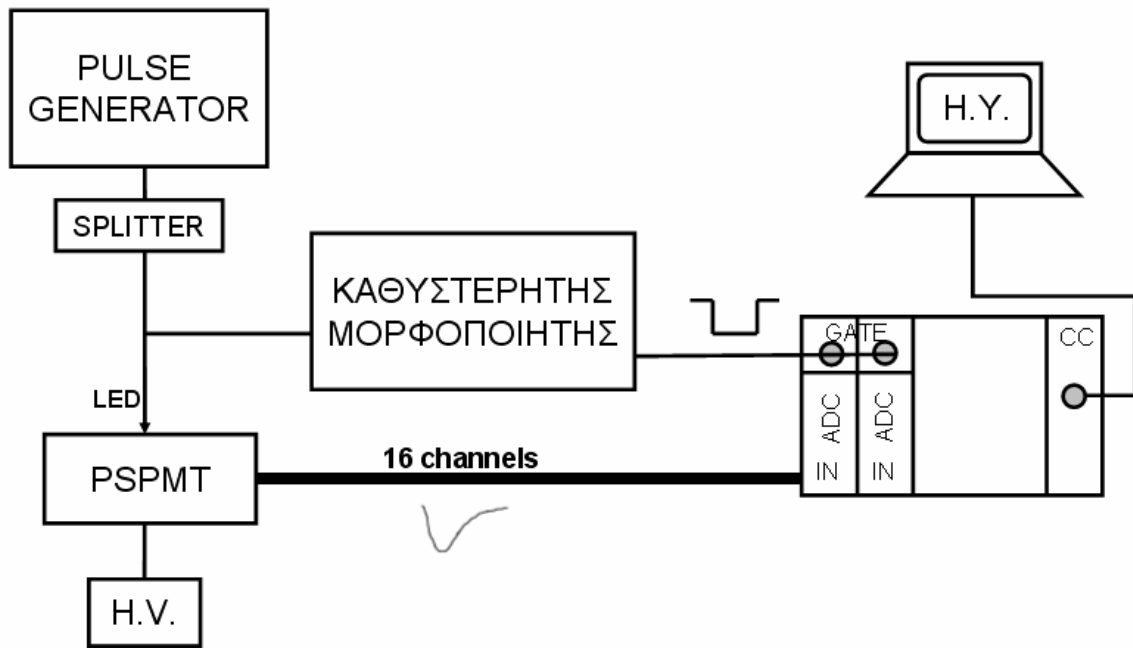 PULSE
GENERATOR
SPLITTER
ΚΑΘΥΣΤΕΡΗΤΗΣ
ΜΟΡΦΟΠΟΙΗΤΗΣ
H.Y.
GATE
CC
ADC
ADC
IN
IN
LED
PSPMT
16 channels
H.V.